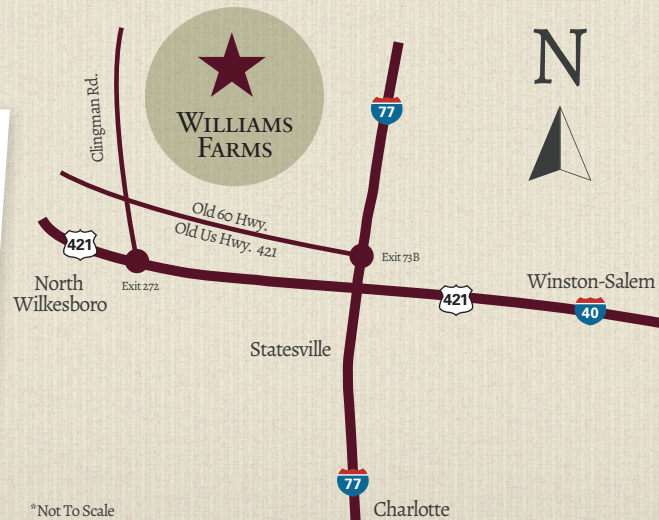 N
Clingman Rd.
WILLIAMS
FARMS
77
Old 60 Hwy.
Old Us Hwy. 421
421
Exit 73B
North
Wilkesboro
Exit 272
421
Winston-Salem
40
Statesville
77
Charlotte
*Not To Scale